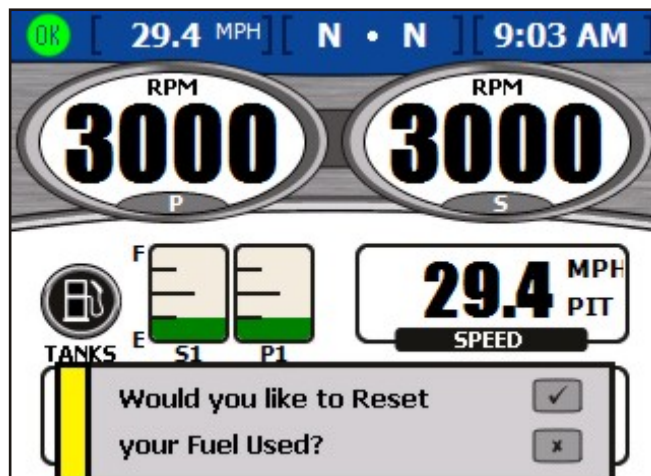 OK [ 29.4 MPH ] [ N • N ] [ 9:03 AM ]
RPM RPM
3000 3000
P S
F
E
TANKS S1 P1
29.4 MPH
PIT
SPEED
Would you like to Reset
your Fuel Used?